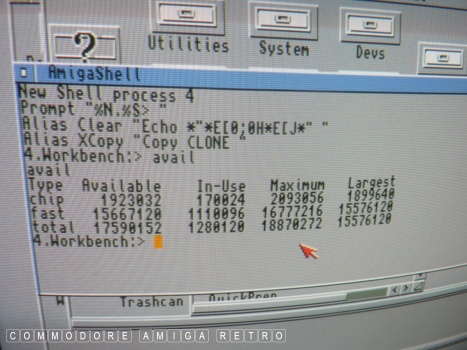 Utilities
System
Devs
?
AmigaShell
New Shell process 4
Prompt "%N.%S> "
Alias Clear "Echo *"*E[0;0H*E[J*" "
Alias XCopy "Copy CLONE "
4.Workbench:> avail
avail
Type Available In-Use Maximum Largest
chip 1923032 170024 2093056 1899640
fast 15667120 1110096 16777216 15576120
total 17590152 1280120 18870272 15576120
4.Workbench:>
W
Trashcan
QuickPrep
COMMODORE AMIGA RETRO